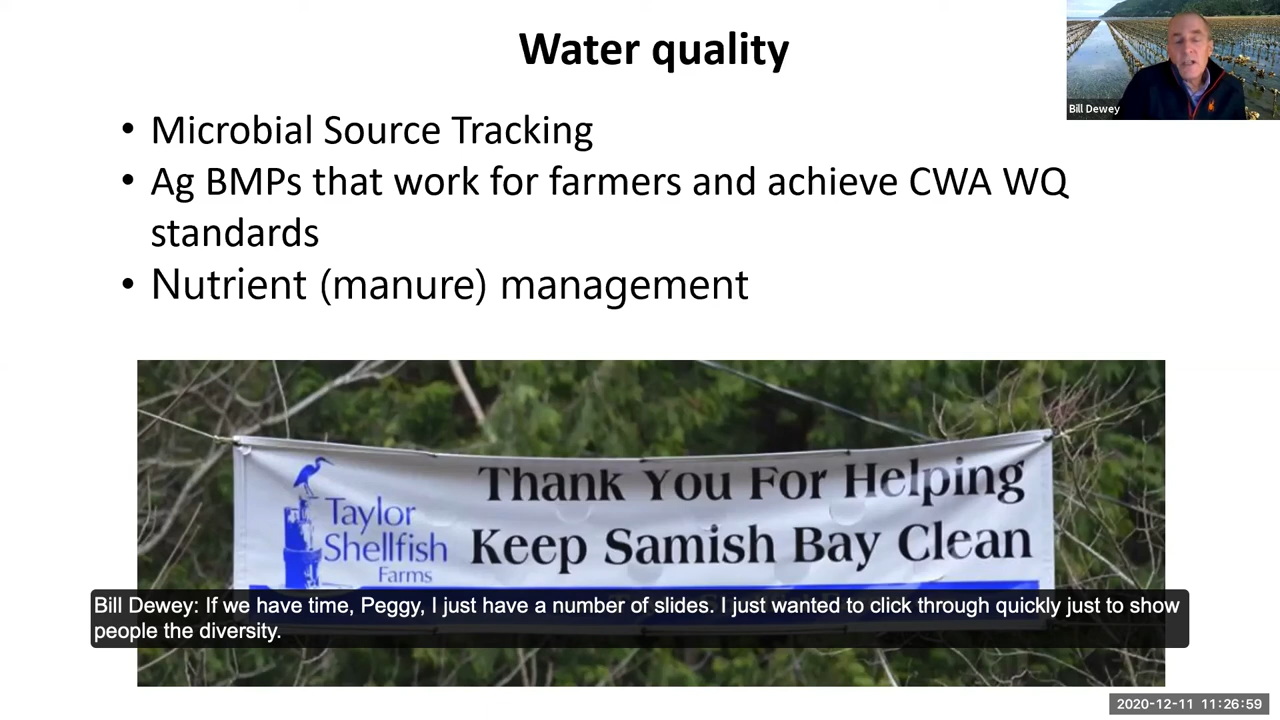 Water quality
Bill Dewey
• Microbial Source Tracking
• Ag BMPs that work for farmers and achieve CWA WQ
standards
• Nutrient (manure) management
Taylor
Shellfish
Farms
Thank You For Helping
Keep Samish Bay Clean
Bill Dewey: If we have time, Peggy, I just have a number of slides. I just wanted to click through quickly just to show
people the diversity.
2020-12-11 11:26:59